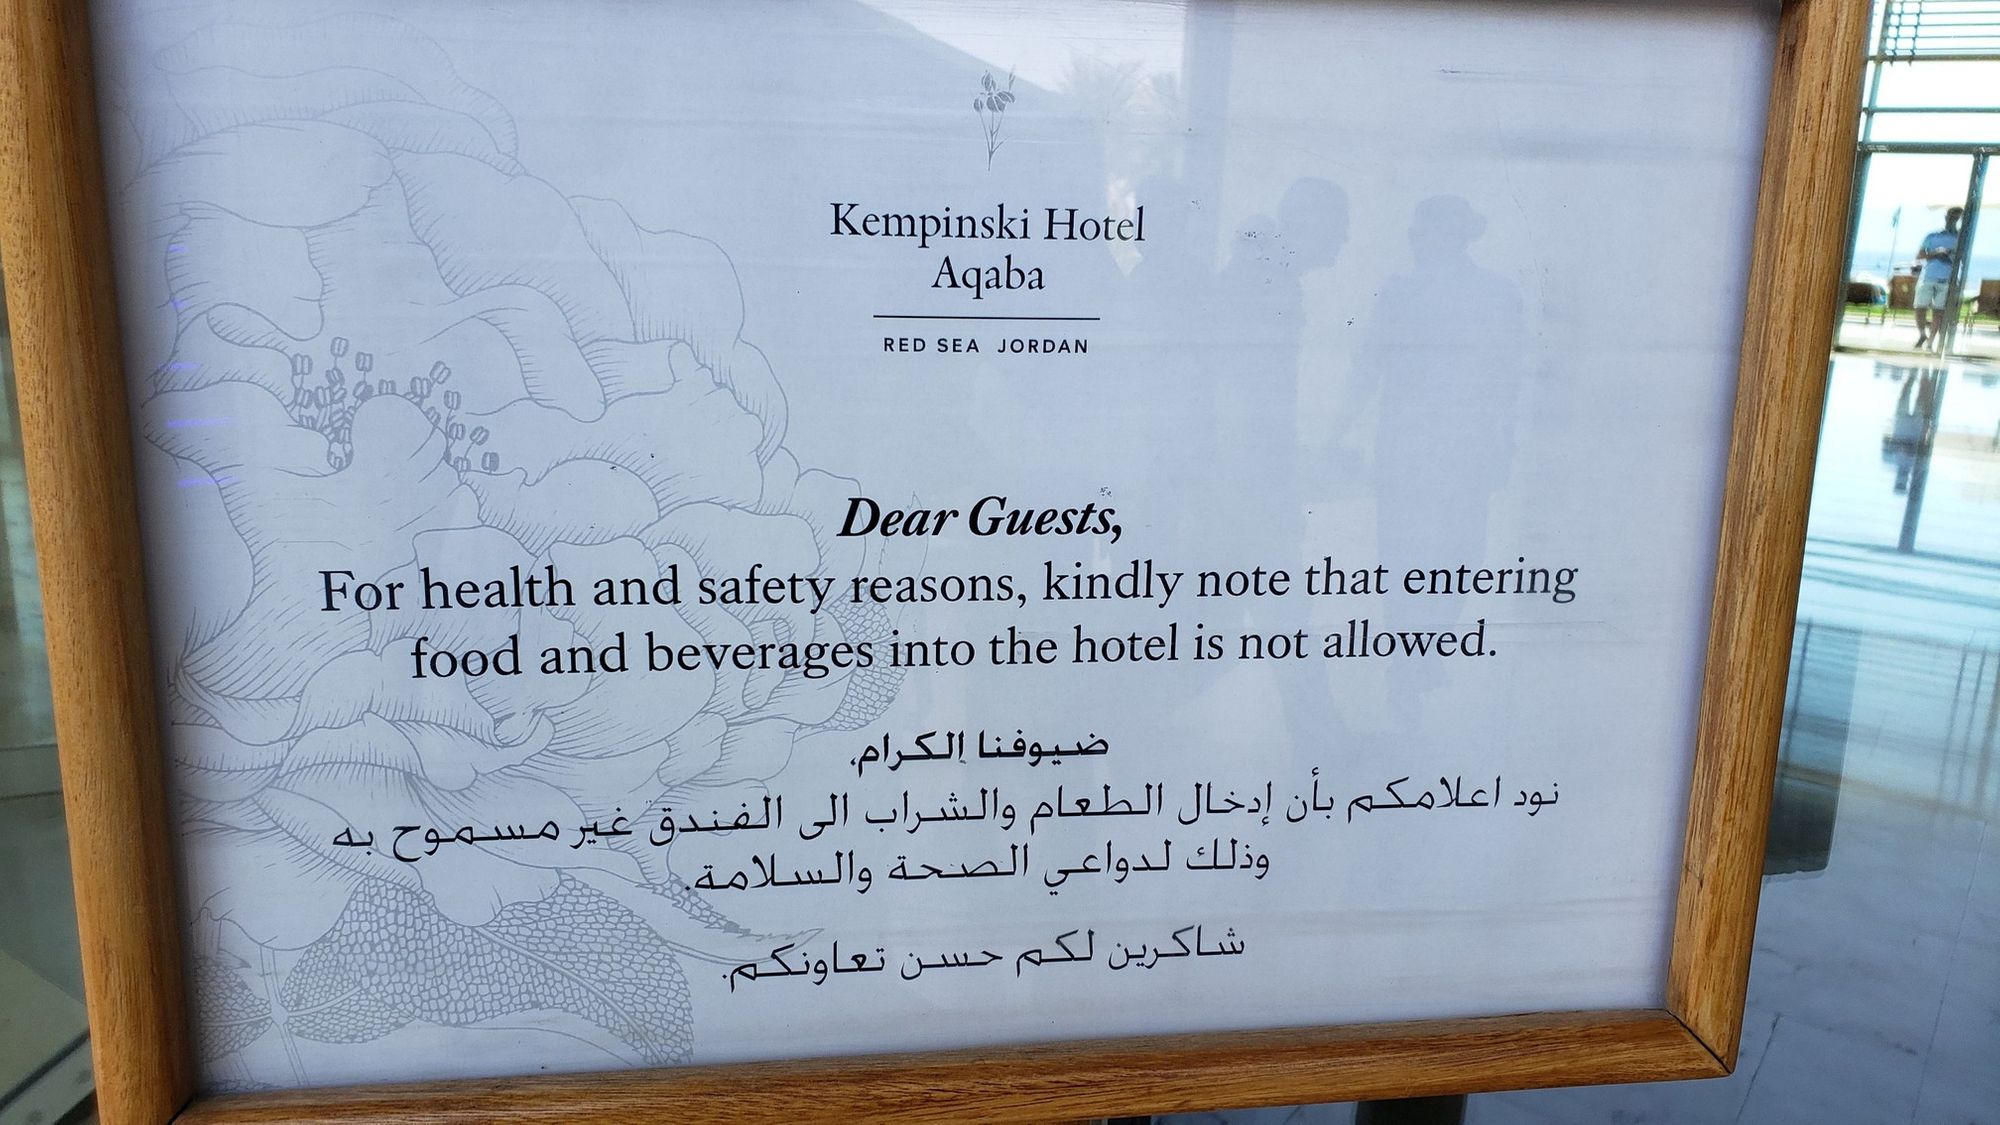 Kempinski Hotel
Aqaba
RED SEA JORDAN
Dear Guests,
For health and safety reasons, kindly note that entering
food and beverages into the hotel is not allowed.
ضيوفنا الكرام،
نود اعلامكم بأن إدخال الطعام والشراب الى الفندق غير مسموح به
وذلك لدواعي الصحة والسلامة.
شاكرين لكم حسن تعاونكم.